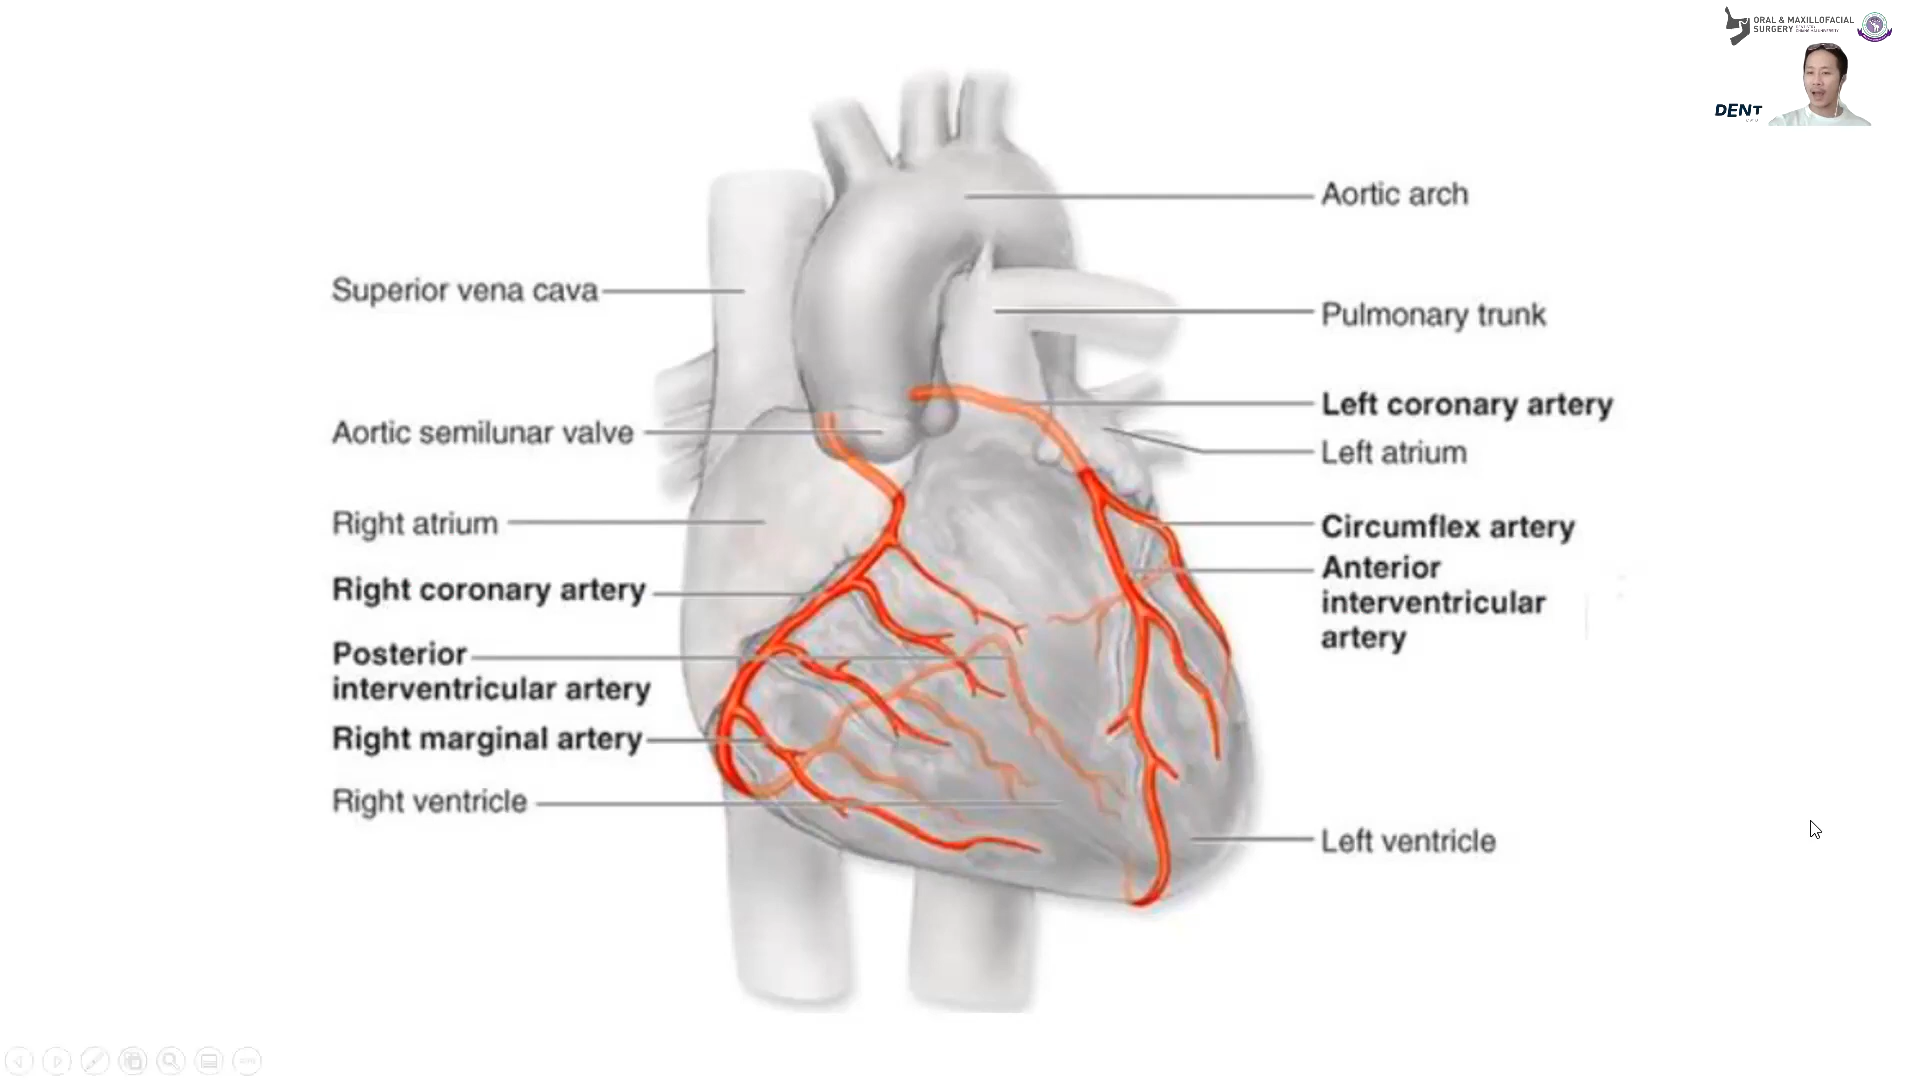 ORAL & MAXILLOFACIAL
SURGERY
DENT
Aortic arch
Superior vena cava
Pulmonary trunk
Left coronary artery
Aortic semilunar valve
Left atrium
Right atrium
Circumflex artery
Right coronary artery
Anterior
interventricular
artery
Posterior
interventricular artery
Right marginal artery
Right ventricle
Left ventricle